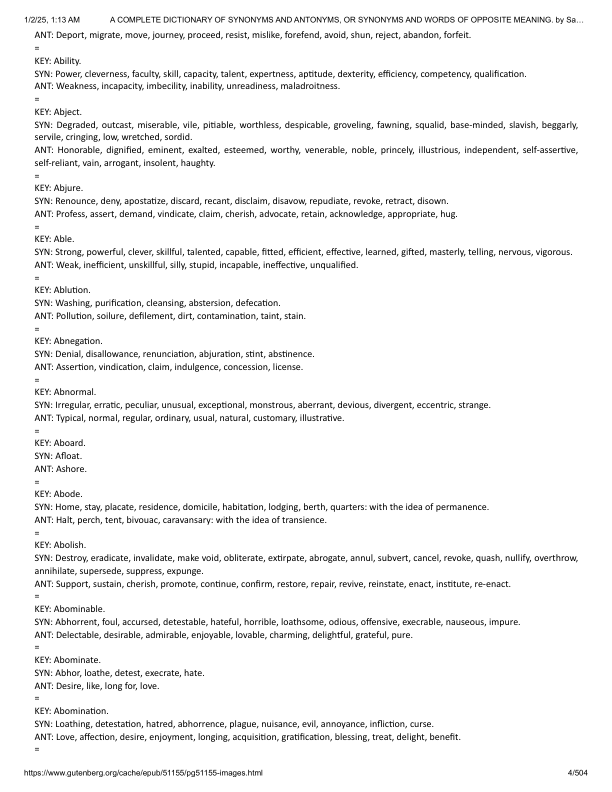 1/2/25, 1:13 AM A COMPLETE DICTIONARY OF SYNONYMS AND ANTONYMS, OR SYNONYMS AND WORDS OF OPPOSITE MEANING. by Sa…
ANT: Deport, migrate, move, journey, proceed, resist, mislike, forefend, avoid, shun, reject, abandon, forfeit.
=
KEY: Ability.
SYN: Power, cleverness, faculty, skill, capacity, talent, expertness, aptitude, dexterity, efficiency, competency, qualification.
ANT: Weakness, incapacity, imbecility, inability, unreadiness, maladroitness.
=
KEY: Abject.
SYN: Degraded, outcast, miserable, vile, pitiable, worthless, despicable, groveling, fawning, squalid, base-minded, slavish, beggarly,
servile, cringing, low, wretched, sordid.
ANT: Honorable, dignified, eminent, exalted, esteemed, worthy, venerable, noble, princely, illustrious, independent, self-assertive,
self-reliant, vain, arrogant, insolent, haughty.
=
KEY: Abjure.
SYN: Renounce, deny, apostatize, discard, recant, disclaim, disavow, repudiate, revoke, retract, disown.
ANT: Profess, assert, demand, vindicate, claim, cherish, advocate, retain, acknowledge, appropriate, hug.
=
KEY: Able.
SYN: Strong, powerful, clever, skillful, talented, capable, fitted, efficient, effective, learned, gifted, masterly, telling, nervous, vigorous.
ANT: Weak, inefficient, unskillful, silly, stupid, incapable, ineffective, unqualified.
=
KEY: Ablution.
SYN: Washing, purification, cleansing, abstersion, defecation.
ANT: Pollution, soilure, defilement, dirt, contamination, taint, stain.
=
KEY: Abnegation.
SYN: Denial, disallowance, renunciation, abjuration, stint, abstinence.
ANT: Assertion, vindication, claim, indulgence, concession, license.
=
KEY: Abnormal.
SYN: Irregular, erratic, peculiar, unusual, exceptional, monstrous, aberrant, devious, divergent, eccentric, strange.
ANT: Typical, normal, regular, ordinary, usual, natural, customary, illustrative.
=
KEY: Aboard.
SYN: Afloat.
ANT: Ashore.
=
KEY: Abode.
SYN: Home, stay, placate, residence, domicile, habitation, lodging, berth, quarters: with the idea of permanence.
ANT: Halt, perch, tent, bivouac, caravansary: with the idea of transience.
=
KEY: Abolish.
SYN: Destroy, eradicate, invalidate, make void, obliterate, extirpate, abrogate, annul, subvert, cancel, revoke, quash, nullify, overthrow,
annihilate, supersede, suppress, expunge.
ANT: Support, sustain, cherish, promote, continue, confirm, restore, repair, revive, reinstate, enact, institute, re-enact.
=
KEY: Abominable.
SYN: Abhorrent, foul, accursed, detestable, hateful, horrible, loathsome, odious, offensive, execrable, nauseous, impure.
ANT: Delectable, desirable, admirable, enjoyable, lovable, charming, delightful, grateful, pure.
=
KEY: Abominate.
SYN: Abhor, loathe, detest, execrate, hate.
ANT: Desire, like, long for, love.
=
KEY: Abomination.
SYN: Loathing, detestation, hatred, abhorrence, plague, nuisance, evil, annoyance, infliction, curse.
ANT: Love, affection, desire, enjoyment, longing, acquisition, gratification, blessing, treat, delight, benefit.
=
https://www.gutenberg.org/cache/epub/51155/pg51155-images.html 4/504